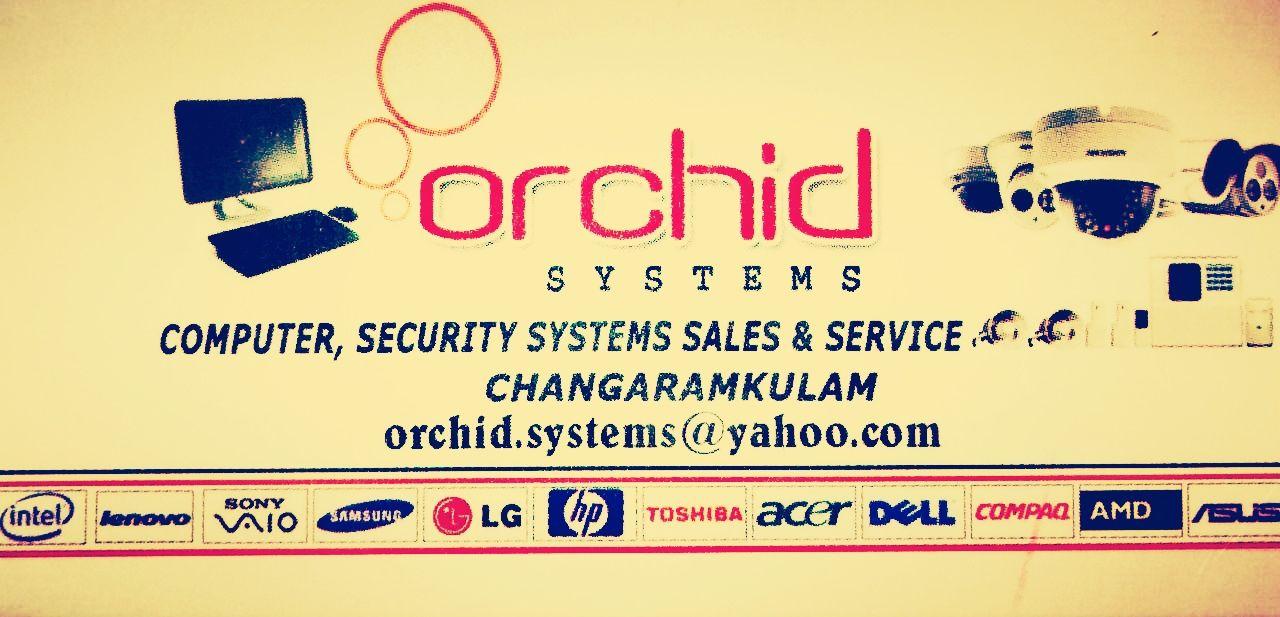 orchid
SYSTEMS
COMPUTER, SECURITY SYSTEMS SALES & SERVICE
CHANGARAMKULAM
orchid.systems@yahoo.com
intel lenovo SONY VAIO SAMSUNG LG hp TOSHIBA acer DELL COMPAQ AMD ASUS